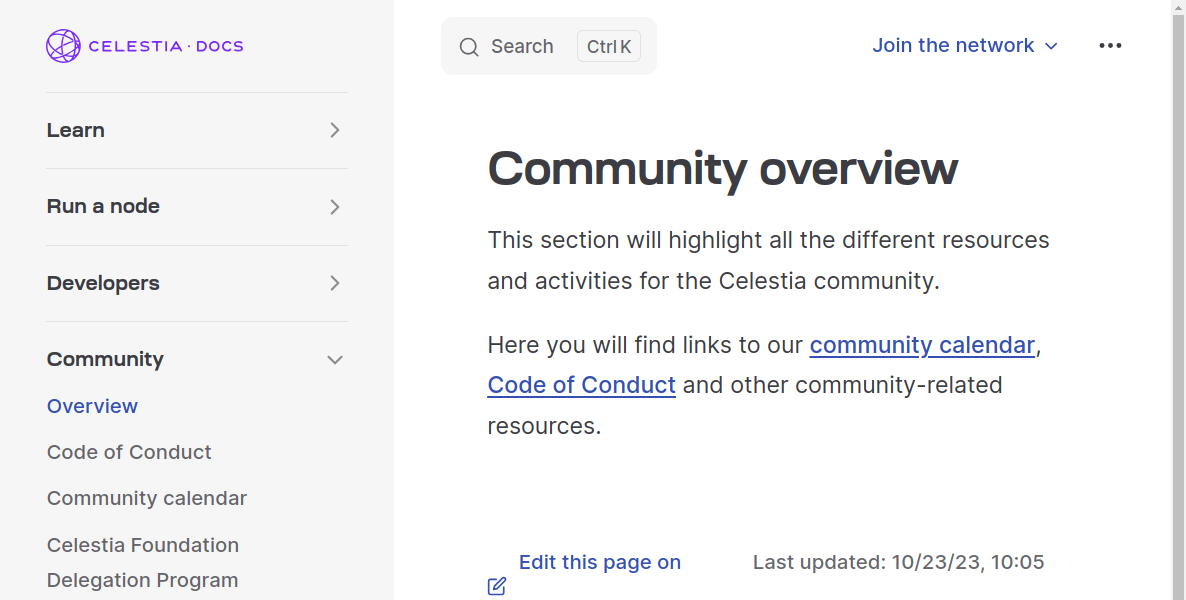 CELESTIA · DOCS
Learn
Run a node
Developers
Community
Overview
Code of Conduct
Community calendar
Celestia Foundation
Delegation Program
Search Ctrl K
Join the network
Community overview
This section will highlight all the different resources
and activities for the Celestia community.
Here you will find links to our community calendar,
Code of Conduct and other community-related
resources.
Edit this page on
Last updated: 10/23/23, 10:05